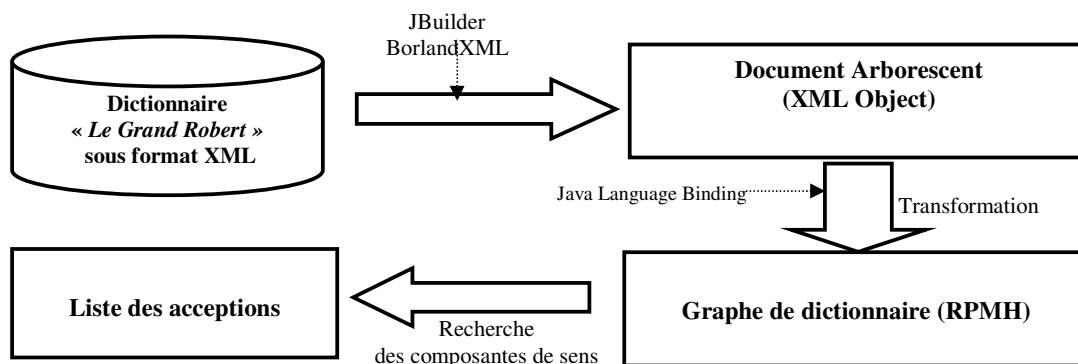 JBuilder
BorlandXML
Dictionnaire
« Le Grand Robert »
sous format XML
Document Arborescent
(XML Object)
Java Language Binding
Transformation
Liste des acceptions
Recherche
des composantes de sens
Graphe de dictionnaire (RPMH)